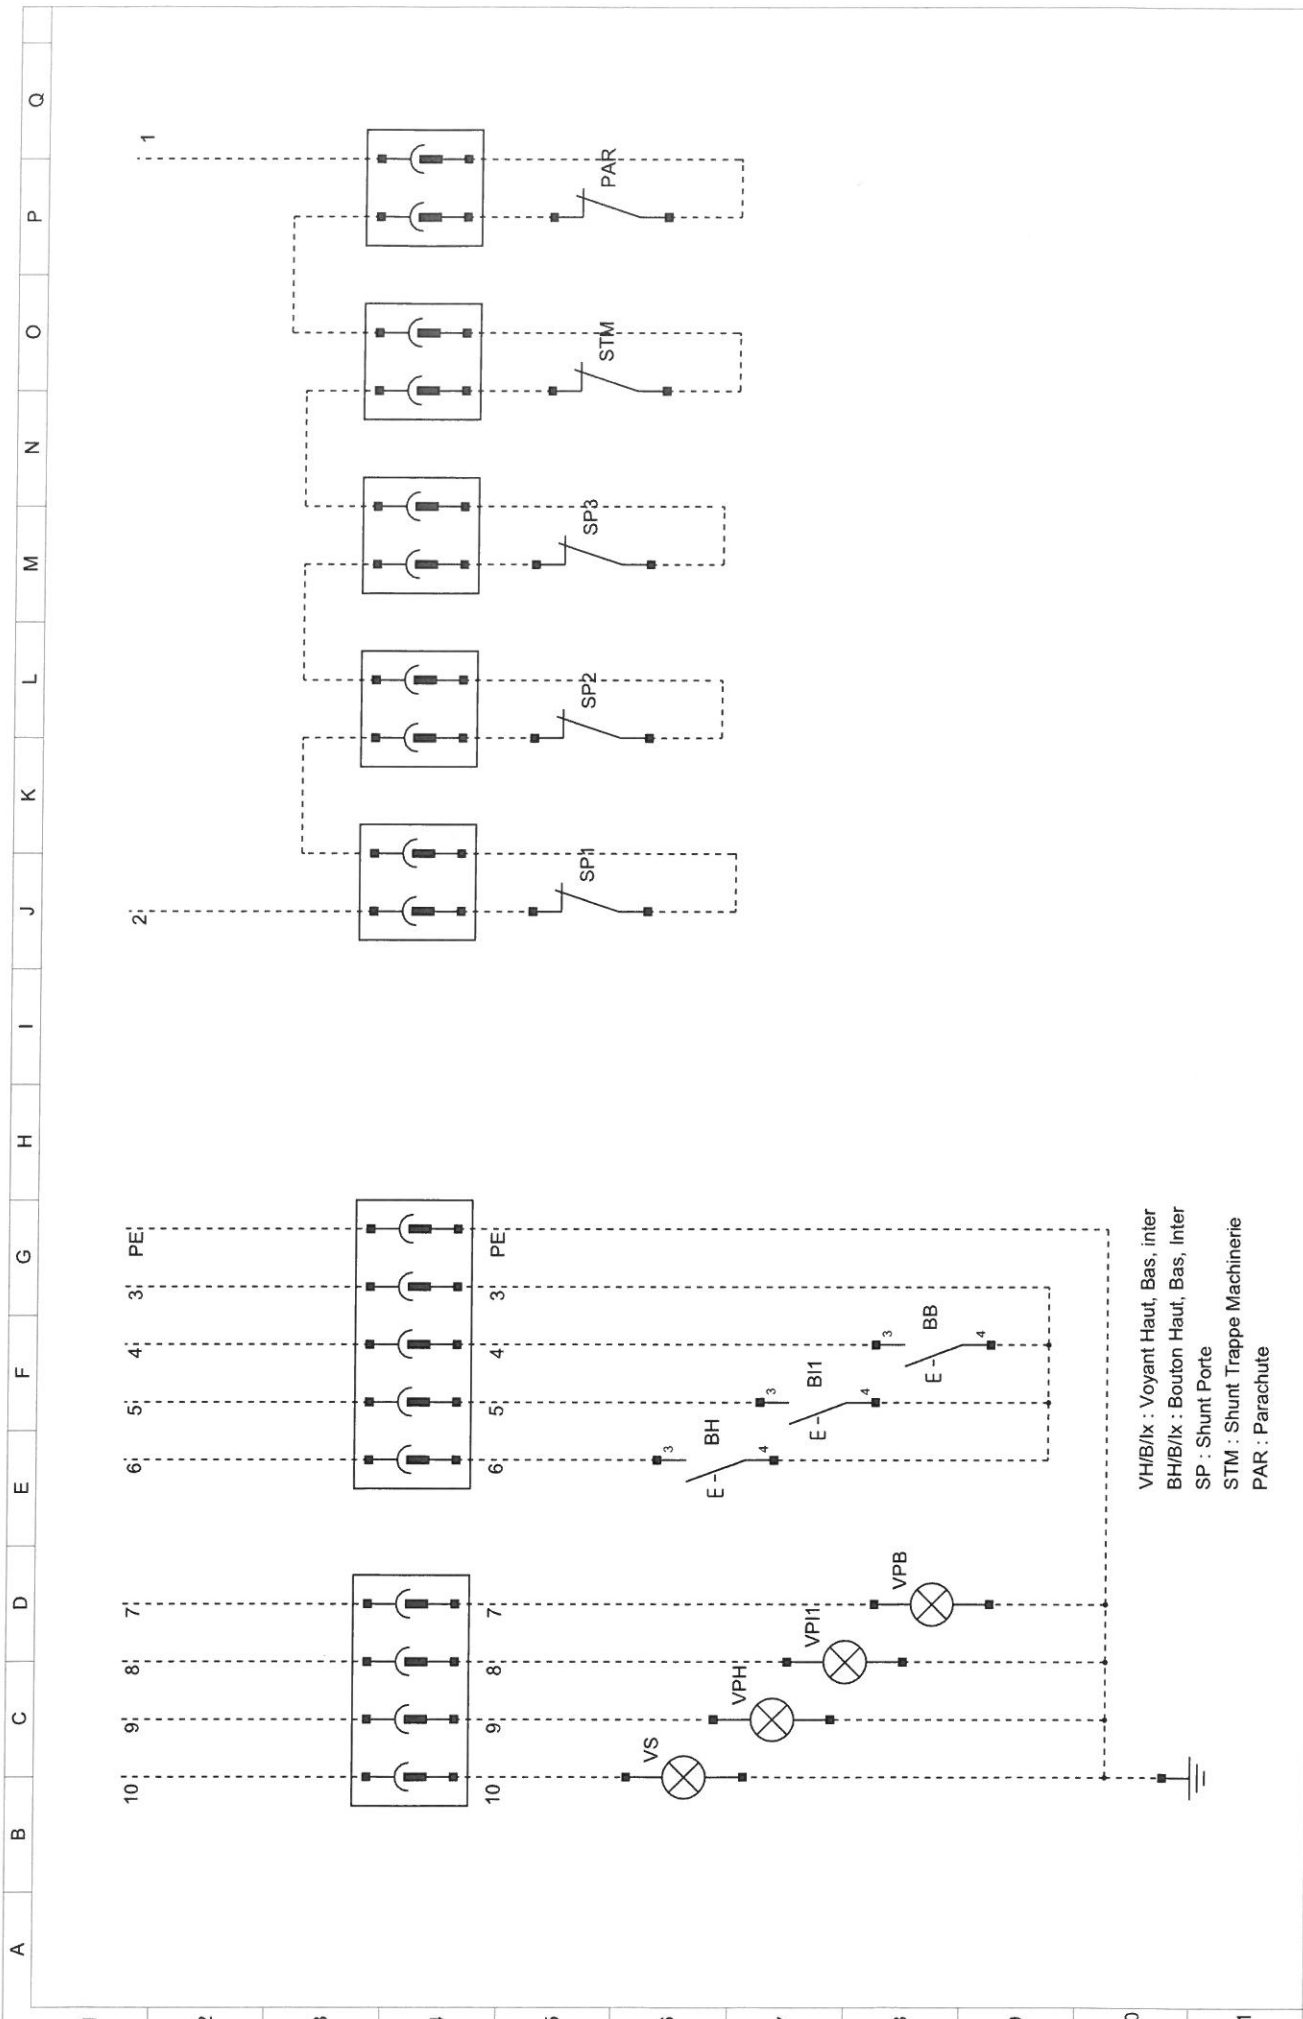 A B C D E F G H I J K L M N O P Q
10 9 8 7 6 5 4 3 PE 2 1
10 9 8 7 6 5 4 3 PE
VS
VPH
VPI1
VPB
3
BH
E
4
3
BI1
E
4
3
BB
E
4
SP1
SP2
SP3
STM
PAR
VH/B/Ix : Voyant Haut, Bas, inter
BH/B/Ix : Bouton Haut, Bas, Inter
SP : Shunt Porte
STM : Shunt Trappe Machinerie
PAR : Parachute